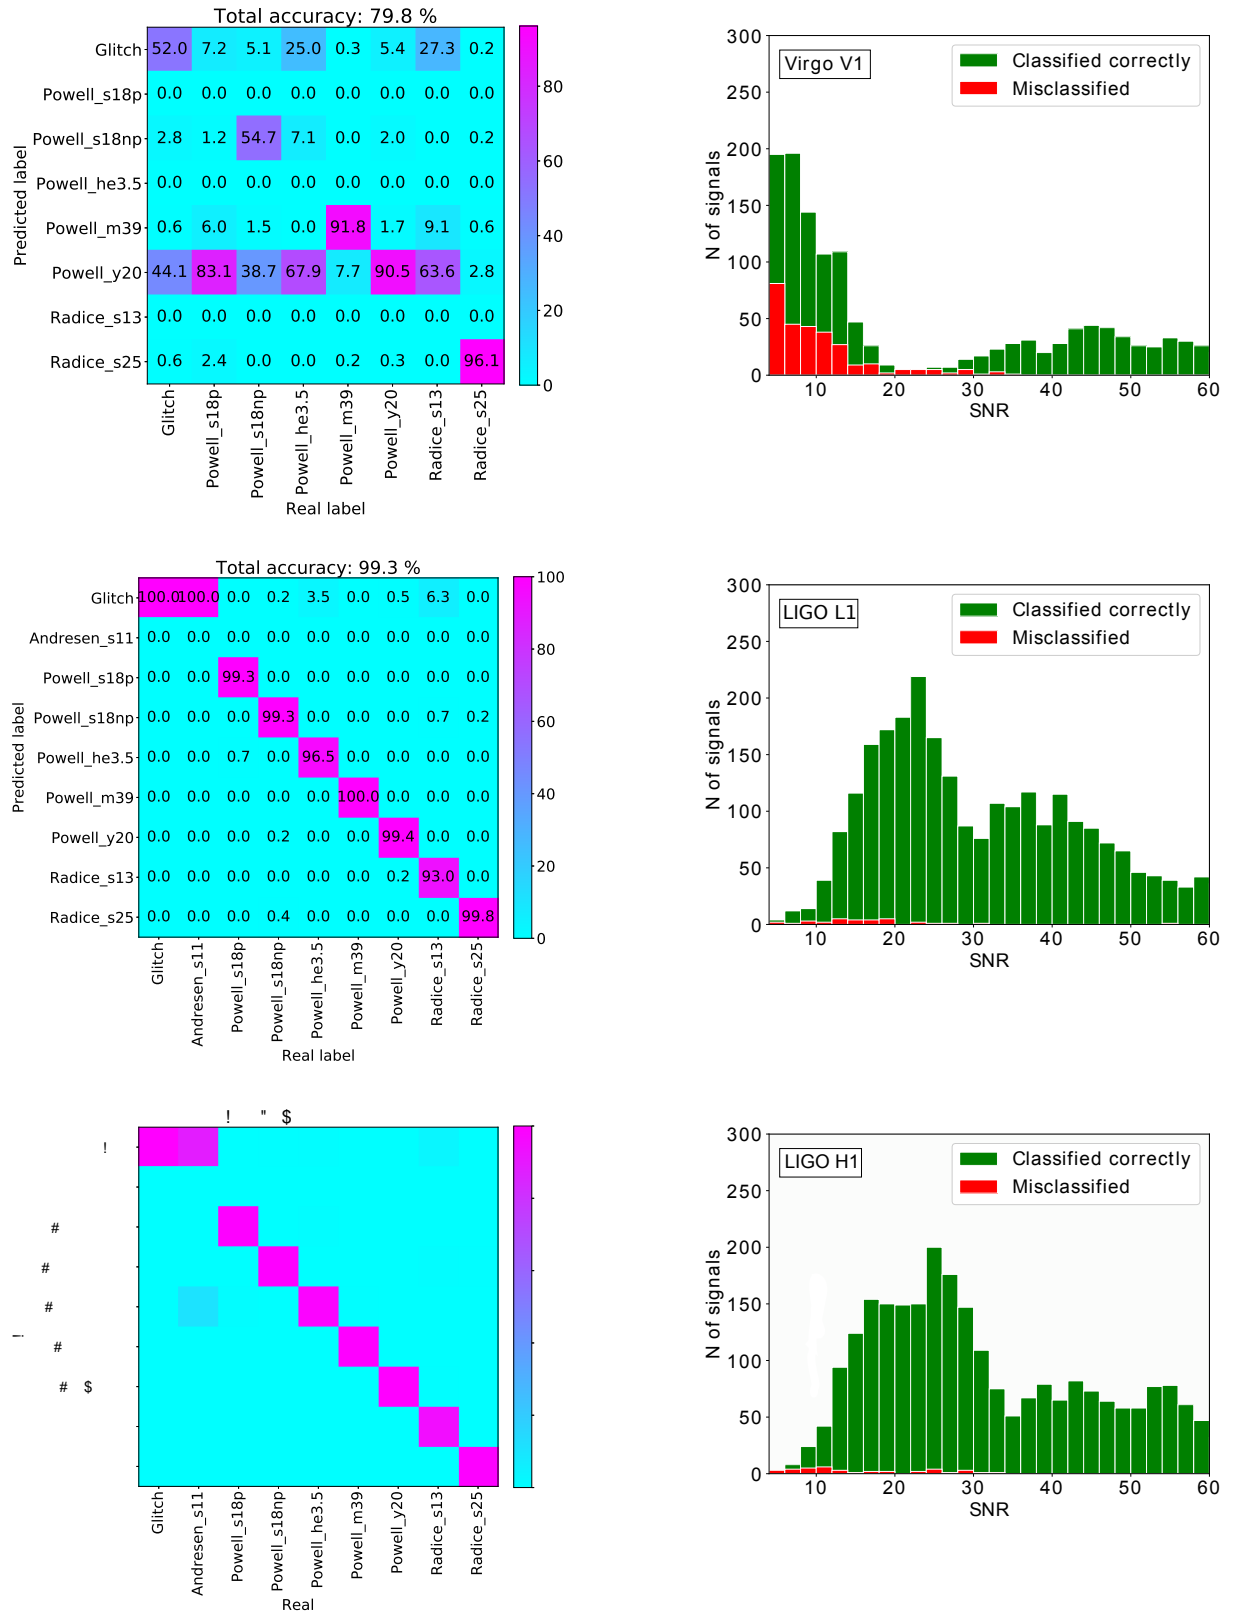 Total accuracy: 79.8 %
Predicted label
Glitch 52.0 7.2 5.1 25.0 0.3 5.4 27.3 0.2
Powell_s18p 0.0 0.0 0.0 0.0 0.0 0.0 0.0 0.0
Powell_s18np 2.8 1.2 54.7 7.1 0.0 2.0 0.0 0.2
Powell_he3.5 0.0 0.0 0.0 0.0 0.0 0.0 0.0 0.0
Powell_m39 0.6 6.0 1.5 0.0 91.8 1.7 9.1 0.6
Powell_y20 44.1 83.1 38.7 67.9 7.7 90.5 63.6 2.8
Radice_s13 0.0 0.0 0.0 0.0 0.0 0.0 0.0 0.0
Radice_s25 0.6 2.4 0.0 0.0 0.2 0.3 0.0 96.1
Glitch Powell_s18p Powell_s18np Powell_he3.5 Powell_m39 Powell_y20 Radice_s13 Radice_s25
Real label
80
60
40
20
0
Virgo V1
Classified correctly
Misclassified
N of signals
300
250
200
150
100
50
0
10 20 30 40 50 60
SNR
Total accuracy: 99.3 %
Predicted label
Glitch 100.0 100.0 0.0 0.2 3.5 0.0 0.5 6.3 0.0
Andresen_s11 0.0 0.0 0.0 0.0 0.0 0.0 0.0 0.0 0.0
Powell_s18p 0.0 0.0 99.3 0.0 0.0 0.0 0.0 0.0 0.0
Powell_s18np 0.0 0.0 0.0 99.3 0.0 0.0 0.0 0.7 0.2
Powell_he3.5 0.0 0.0 0.7 0.0 96.5 0.0 0.0 0.0 0.0
Powell_m39 0.0 0.0 0.0 0.0 0.0 100.0 0.0 0.0 0.0
Powell_y20 0.0 0.0 0.0 0.2 0.0 0.0 99.4 0.0 0.0
Radice_s13 0.0 0.0 0.0 0.0 0.0 0.0 0.2 93.0 0.0
Radice_s25 0.0 0.0 0.0 0.4 0.0 0.0 0.0 0.0 99.8
Glitch Andresen_s11 Powell_s18p Powell_s18np Powell_he3.5 Powell_m39 Powell_y20 Radice_s13 Radice_s25
Real label
100
80
60
40
20
0
LIGO L1
Classified correctly
Misclassified
N of signals
300
250
200
150
100
50
0
10 20 30 40 50 60
SNR
! " $
!
#
#
#
!
#
# $
Glitch Andresen_s11 Powell_s18p Powell_s18np Powell_he3.5 Powell_m39 Powell_y20 Radice_s13 Radice_s25
Real
LIGO H1
Classified correctly
Misclassified
N of signals
300
250
200
150
100
50
0
10 20 30 40 50 60
SNR